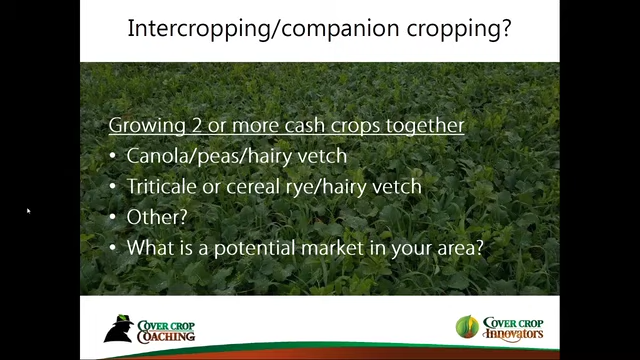 Intercropping/companion cropping?
Growing 2 or more cash crops together
• Canola/peas/hairy vetch
• Triticale or cereal rye/hairy vetch
• Other?
• What is a potential market in your area?
COVER CROP
COACHING
COVER CROP
Innovators